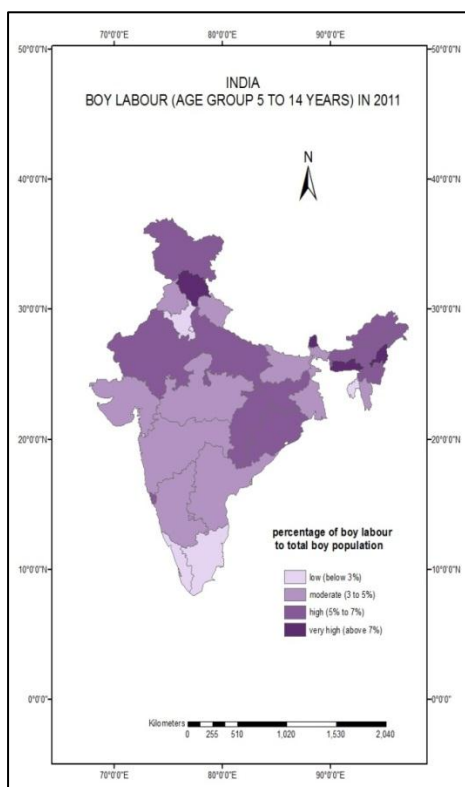 70°0'0"E 80°0'0"E 90°0'0"E
50°0'0"N 50°0'0"N
INDIA
BOY LABOUR (AGE GROUP 5 TO 14 YEARS) IN 2011
N
40°0'0"N 40°0'0"N
30°0'0"N 30°0'0"N
20°0'0"N 20°0'0"N
percentage of boy labour
to total boy population
10°0'0"N 10°0'0"N
low (below 3%)
moderate (3 to 5%)
high (5% to 7%)
very high (above 7%)
0°0'0" 0°0'0"
Kilometers
0 255 510 1,020 1,530 2,040
70°0'0"E 80°0'0"E 90°0'0"E